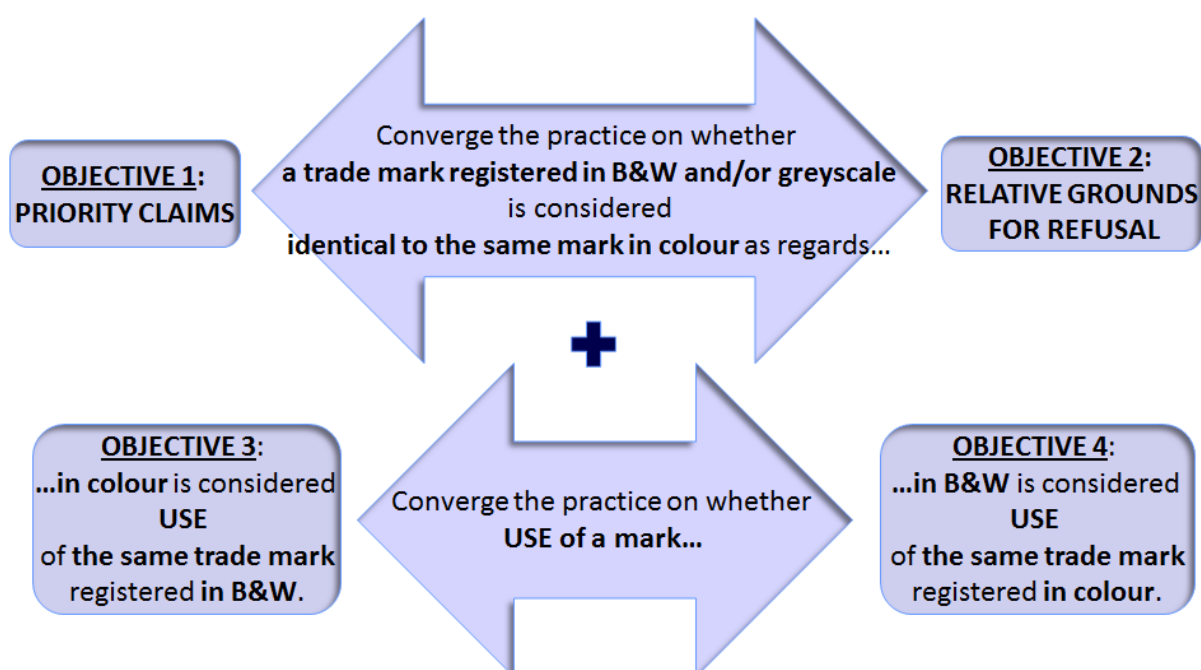 OBJECTIVE 1:
PRIORITY CLAIMS
Converge the practice on whether
a trade mark registered in B&W and/or greyscale
is considered
identical to the same mark in colour as regards...
OBJECTIVE 2:
RELATIVE GROUNDS
FOR REFUSAL
OBJECTIVE 3:
...in colour is considered
USE
of the same trade mark
registered in B&W.
Converge the practice on whether
USE of a mark...
OBJECTIVE 4:
...in B&W is considered
USE
of the same trade mark
registered in colour.